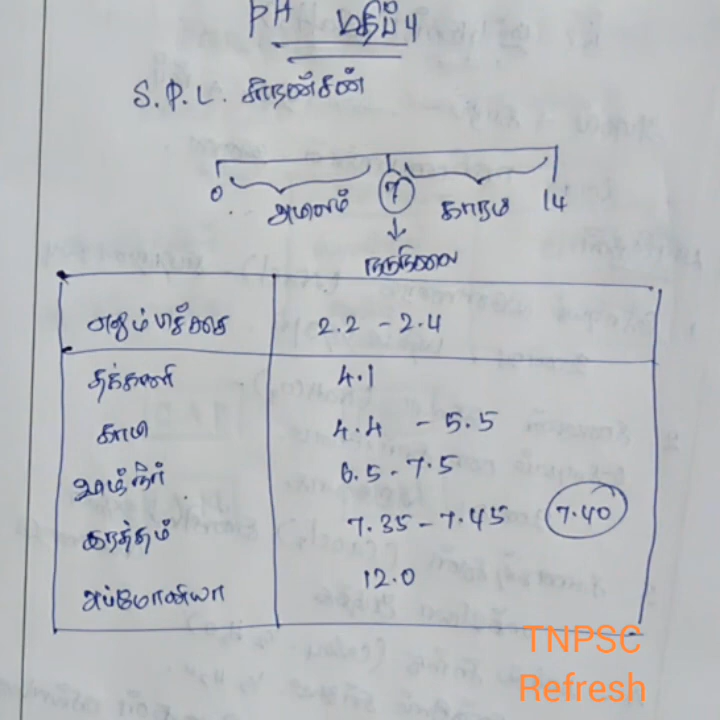 PH மதிப்பு
S.P.L. சாரன்சன்
0 அமிலம் 7 காரம் 14
நடுநிலை
எலுமிச்சை 2.2 - 2.4
தக்காளி 4.1
காபி 4.4 - 5.5
உமிழ்நீர் 6.5 - 7.5
இரத்தம் 7.35 - 7.45 7.40
அம்மோனியா 12.0
TNPSC
Refresh